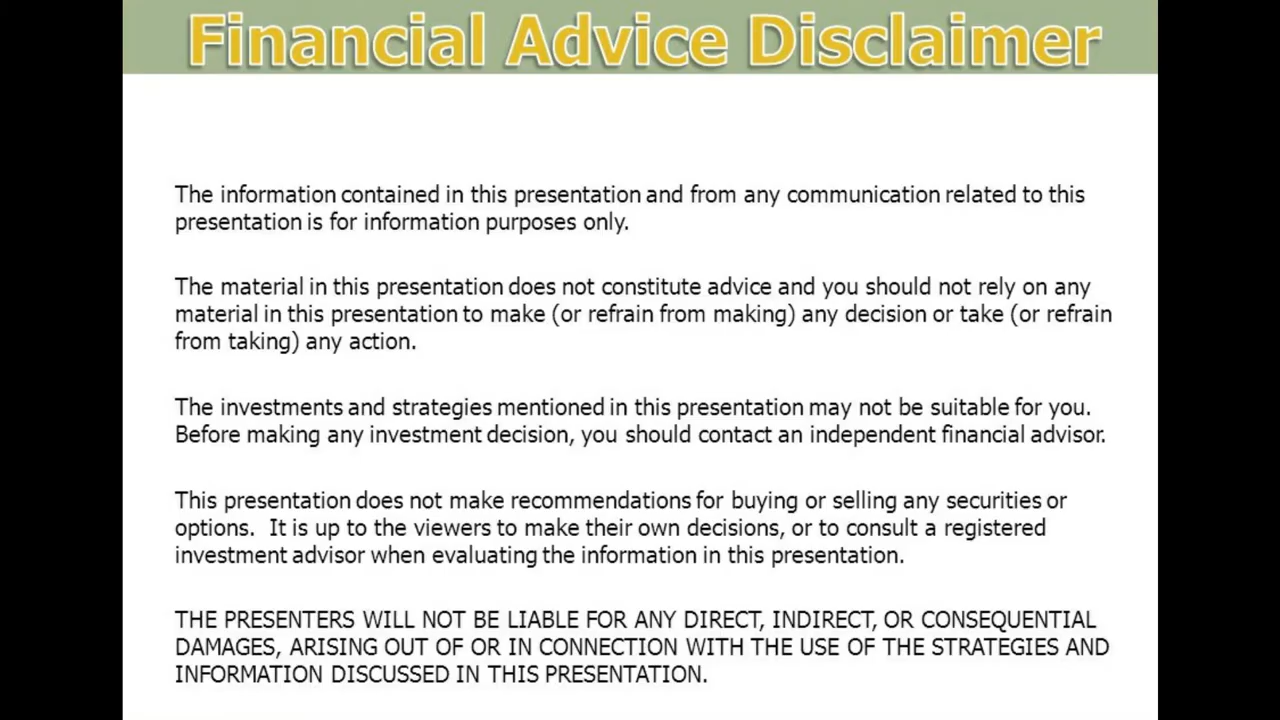 Financial Advice Disclaimer
The information contained in this presentation and from any communication related to this
presentation is for information purposes only.
The material in this presentation does not constitute advice and you should not rely on any
material in this presentation to make (or refrain from making) any decision or take (or refrain
from taking) any action.
The investments and strategies mentioned in this presentation may not be suitable for you.
Before making any investment decision, you should contact an independent financial advisor.
This presentation does not make recommendations for buying or selling any securities or
options.  It is up to the viewers to make their own decisions, or to consult a registered
investment advisor when evaluating the information in this presentation.
THE PRESENTERS WILL NOT BE LIABLE FOR ANY DIRECT, INDIRECT, OR CONSEQUENTIAL
DAMAGES, ARISING OUT OF OR IN CONNECTION WITH THE USE OF THE STRATEGIES AND
INFORMATION DISCUSSED IN THIS PRESENTATION.